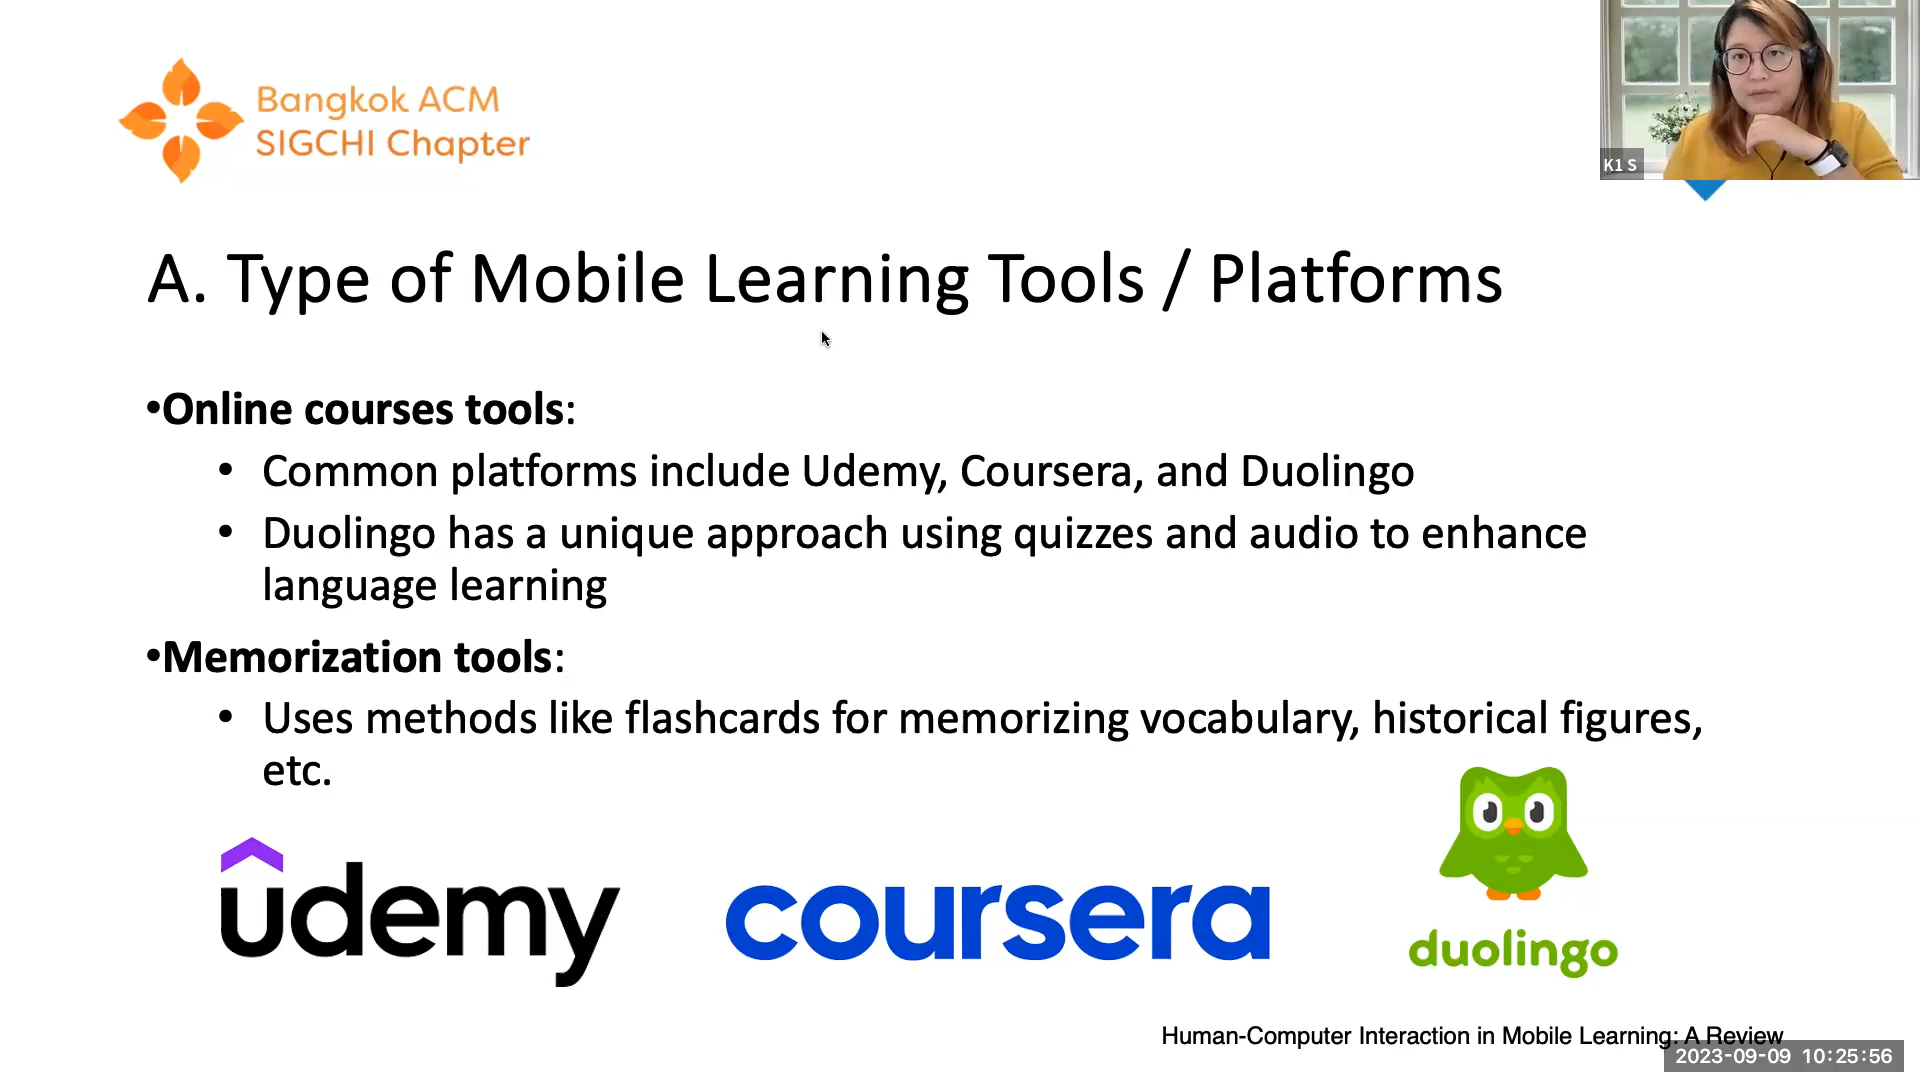 Bangkok ACM
SIGCHI Chapter
K1 S
A. Type of Mobile Learning Tools / Platforms
•Online courses tools:
• Common platforms include Udemy, Coursera, and Duolingo
• Duolingo has a unique approach using quizzes and audio to enhance
language learning
•Memorization tools:
• Uses methods like flashcards for memorizing vocabulary, historical figures,
etc.
udemy
coursera
duolingo
Human-Computer Interaction in Mobile Learning: A Review
2023-09-09 10:25:56